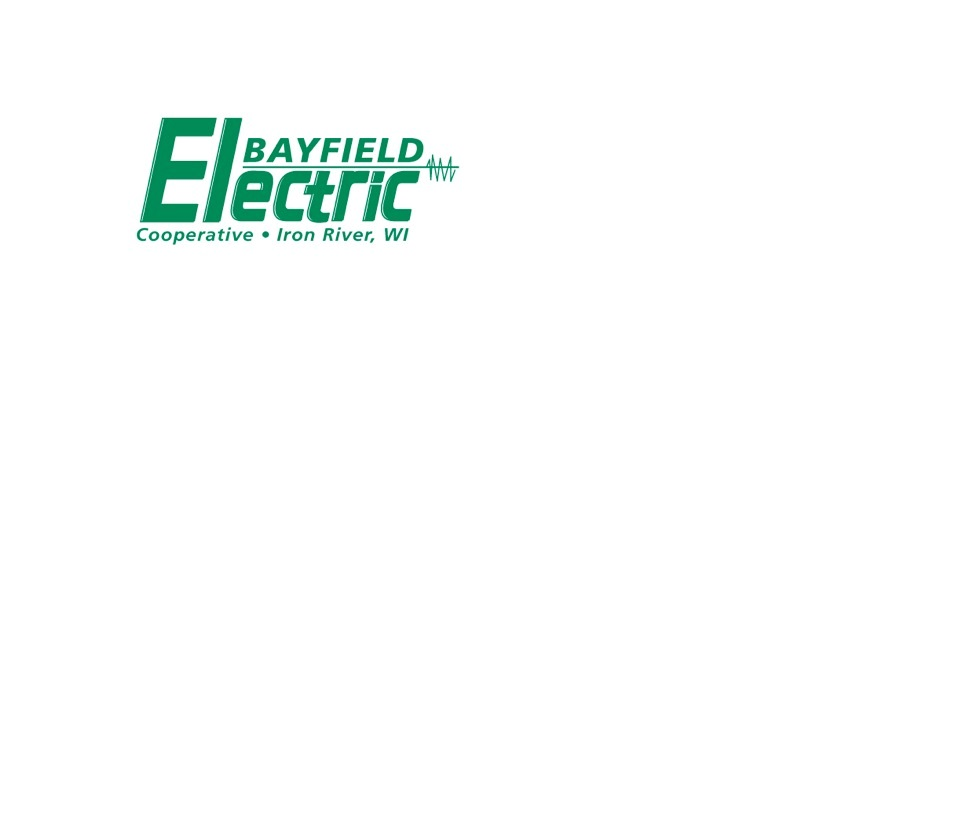 BAYFIELD
Electric
Cooperative • Iron River, WI